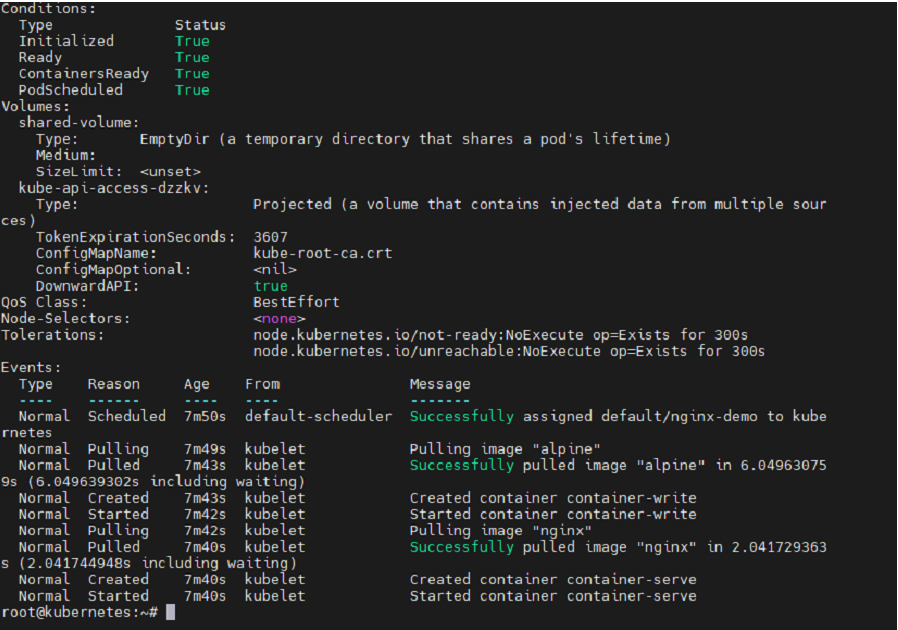 Conditions:
  Type              Status
  Initialized       True
  Ready             True
  ContainersReady   True
  PodScheduled      True
Volumes:
  shared-volume:
    Type:       EmptyDir (a temporary directory that shares a pod's lifetime)
    Medium:
    SizeLimit:  <unset>
  kube-api-access-dzzkv:
    Type:                    Projected (a volume that contains injected data from multiple sour
ces)
    TokenExpirationSeconds:  3607
    ConfigMapName:           kube-root-ca.crt
    ConfigMapOptional:       <nil>
    DownwardAPI:             true
QoS Class:                   BestEffort
Node-Selectors:              <none>
Tolerations:                 node.kubernetes.io/not-ready:NoExecute op=Exists for 300s
                             node.kubernetes.io/unreachable:NoExecute op=Exists for 300s
Events:
  Type    Reason     Age    From               Message
  ----    ------     ----   ----               -------
  Normal  Scheduled  7m50s  default-scheduler  Successfully assigned default/nginx-demo to kube
rnetes
  Normal  Pulling    7m49s  kubelet            Pulling image "alpine"
  Normal  Pulled     7m43s  kubelet            Successfully pulled image "alpine" in 6.04963075
9s (6.049639302s including waiting)
  Normal  Created    7m43s  kubelet            Created container container-write
  Normal  Started    7m42s  kubelet            Started container container-write
  Normal  Pulling    7m42s  kubelet            Pulling image "nginx"
  Normal  Pulled     7m40s  kubelet            Successfully pulled image "nginx" in 2.041729363
s (2.041744948s including waiting)
  Normal  Created    7m40s  kubelet            Created container container-serve
  Normal  Started    7m40s  kubelet            Started container container-serve
root@kubernetes:~#